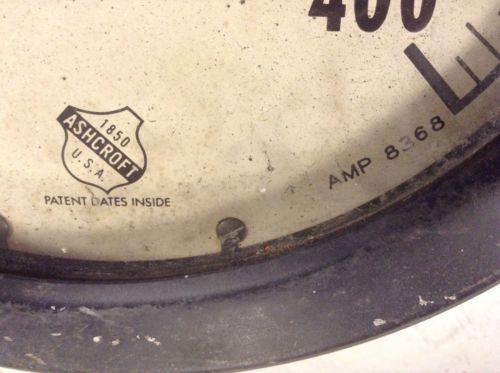 400
1850
ASHCROFT
U.S.A.
PATENT DATES INSIDE
AMP 8368